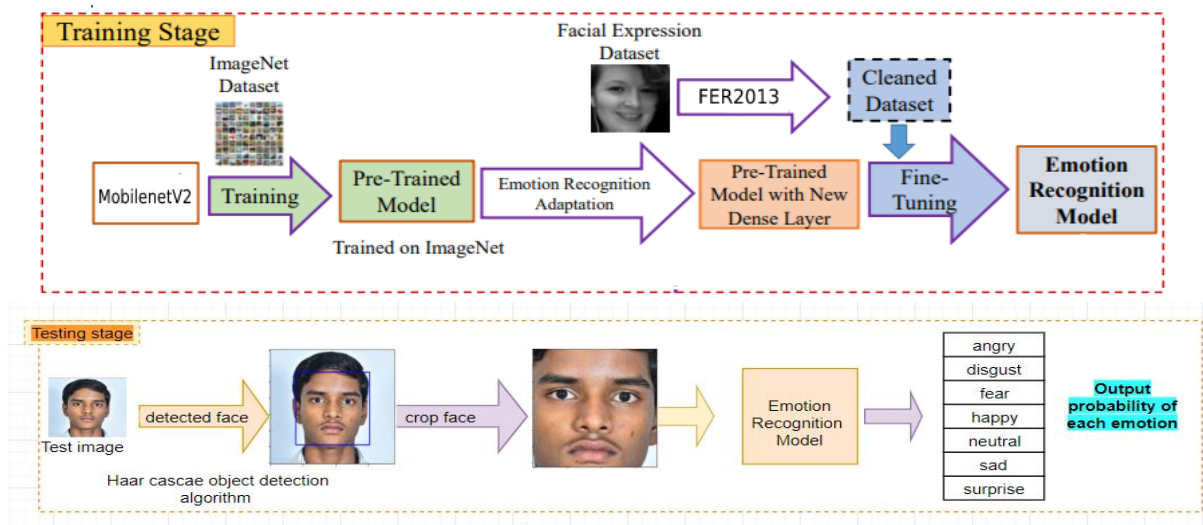 Training Stage
ImageNet
Dataset
Facial Expression
Dataset
FER2013
Cleaned
Dataset
MobilenetV2
Training
Pre-Trained
Model
Trained on ImageNet
Emotion Recognition
Adaptation
Pre-Trained
Model with New
Dense Layer
Fine-
Tuning
Emotion
Recognition
Model
Testing stage
Test image
detected face
Haar cascae object detection
algorithm
crop face
Emotion
Recognition
Model
angry
disgust
fear
happy
neutral
sad
surprise
Output
probability of
each emotion